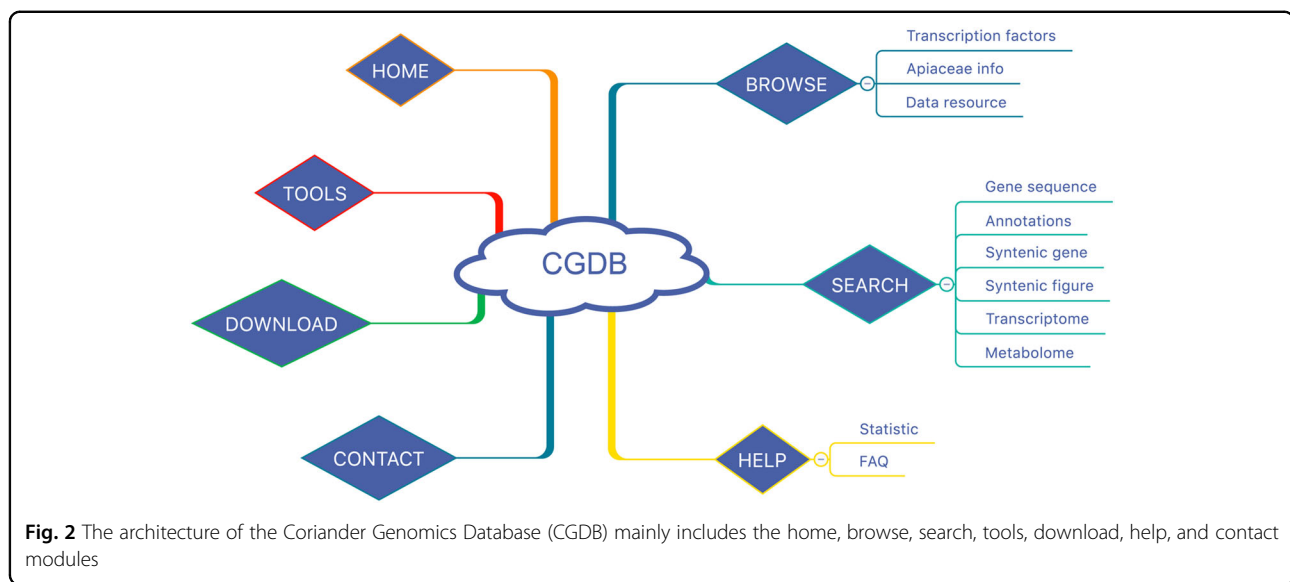 HOME
TOOLS
DOWNLOAD
CONTACT
CGDB
BROWSE
Transcription factors
Apiaceae info
Data resource
SEARCH
Gene sequence
Annotations
Syntenic gene
Syntenic figure
Transcriptome
Metabolome
HELP
Statistic
FAQ
Fig. 2 The architecture of the Coriander Genomics Database (CGDB) mainly includes the home, browse, search, tools, download, help, and contact
modules